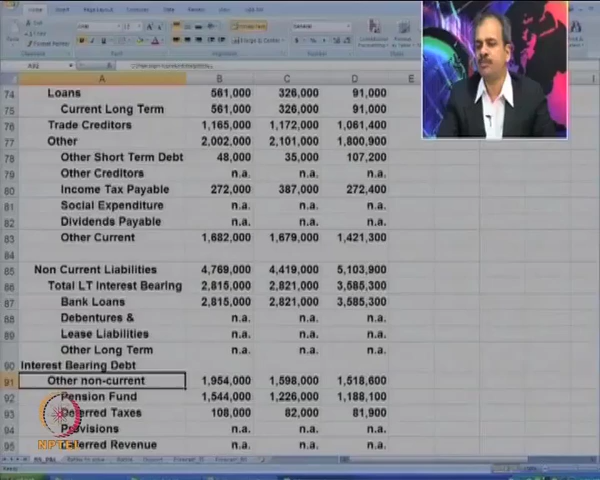 A B C D E
74 Loans 561,000 326,000 91,000
75 Current Long Term 561,000 326,000 91,000
76 Trade Creditors 1,165,000 1,172,000 1,061,400
77 Other 2,002,000 2,101,000 1,800,900
78 Other Short Term Debt 48,000 35,000 107,200
79 Other Creditors n.a. n.a. n.a.
80 Income Tax Payable 272,000 387,000 272,400
81 Social Expenditure n.a. n.a. n.a.
82 Dividends Payable n.a. n.a. n.a.
83 Other Current 1,682,000 1,679,000 1,421,300
84
85 Non Current Liabilities 4,769,000 4,419,000 5,103,900
86 Total LT Interest Bearing 2,815,000 2,821,000 3,585,300
87 Bank Loans 2,815,000 2,821,000 3,585,300
88 Debentures & n.a. n.a. n.a.
89 Lease Liabilities n.a. n.a. n.a.
Other Long Term n.a. n.a. n.a.
90 Interest Bearing Debt
91 Other non-current 1,954,000 1,598,000 1,518,600
92 Pension Fund 1,544,000 1,226,000 1,188,100
93 Deferred Taxes 108,000 82,000 81,900
94 Provisions n.a. n.a. n.a.
95 Deferred Revenue n.a. n.a. n.a.
NPTEL